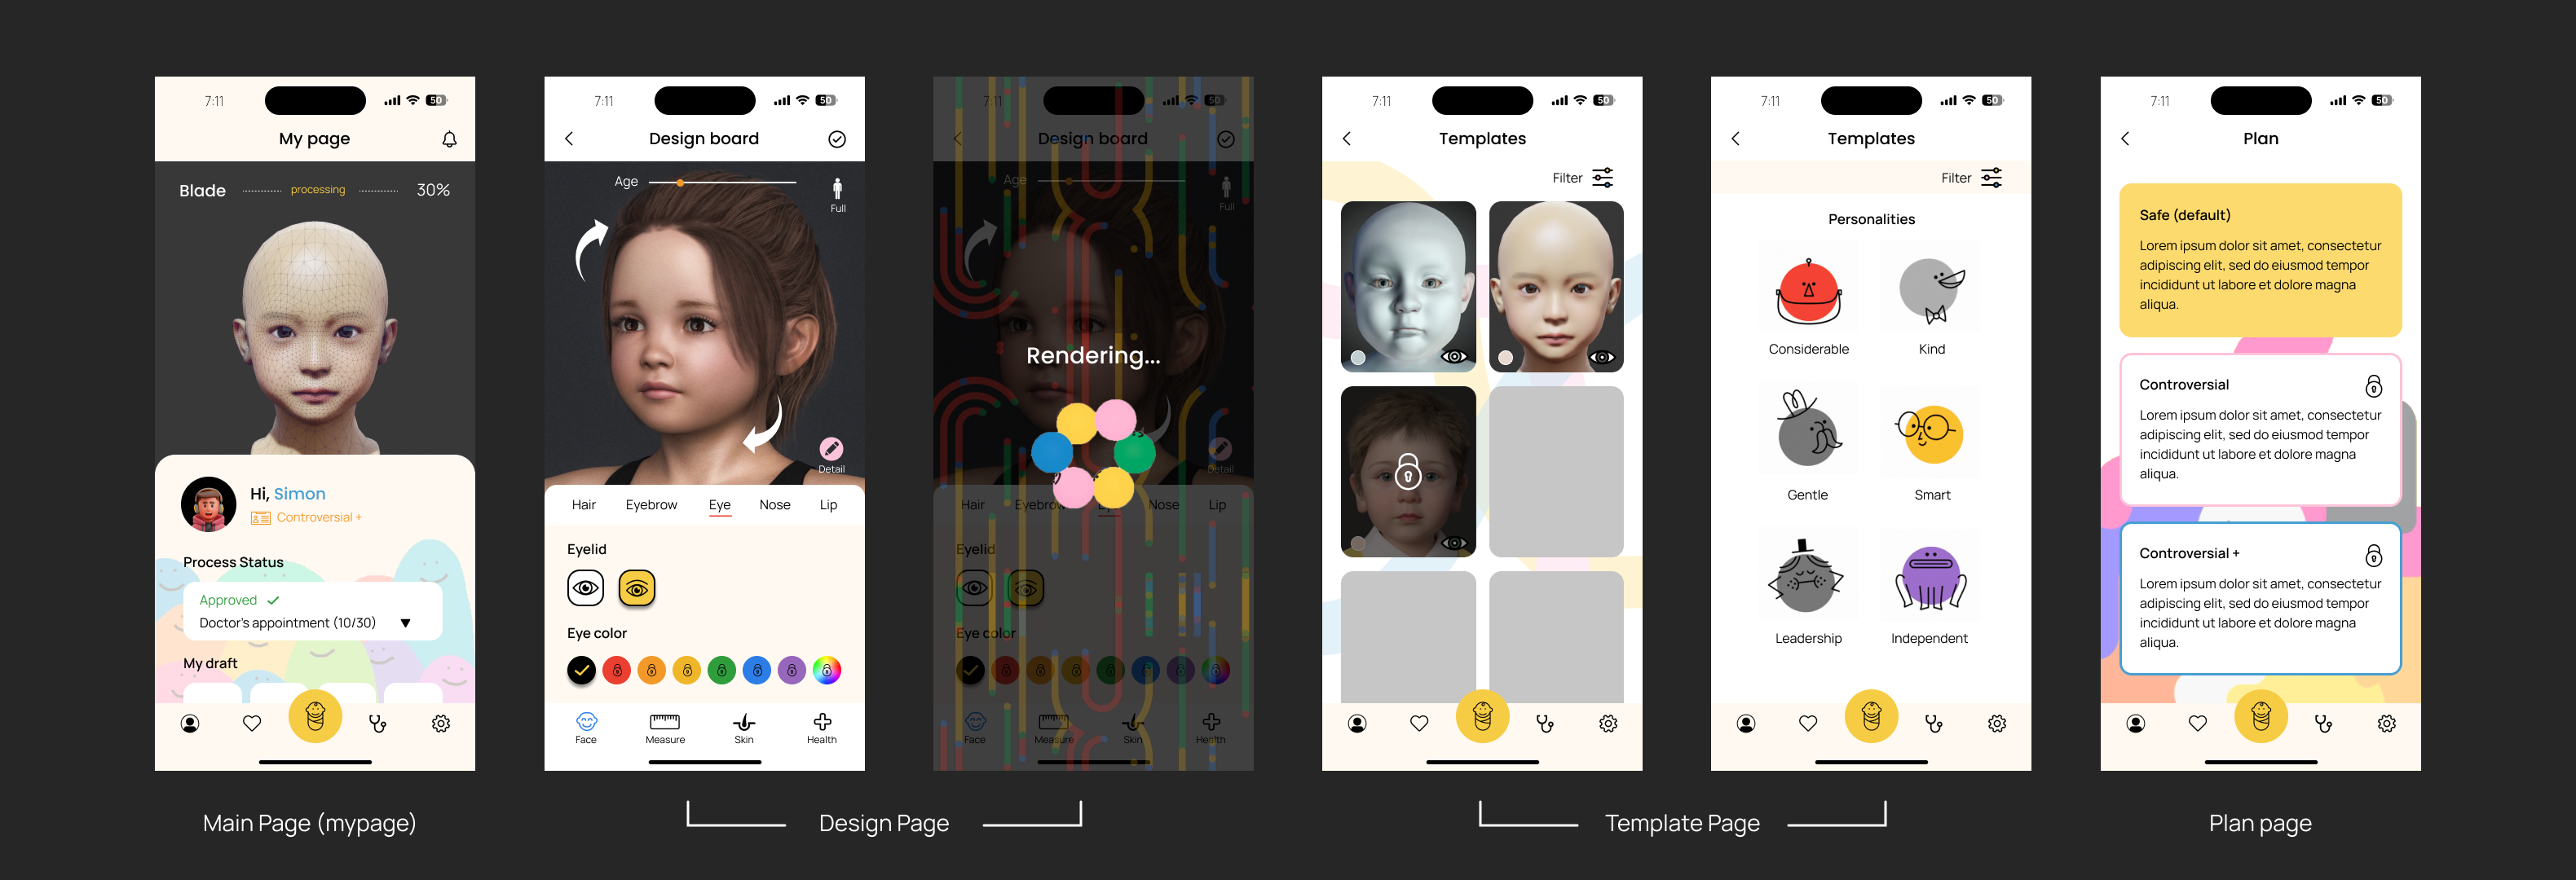 7:11
50
My page
Blade
processing
30%
Hi, Simon
Controversial +
Process Status
Approved
Doctor's appointment (10/30)
My draft
Main Page (mypage)
7:11
50
Design board
Age
Full
Detail
Hair Eyebrow Eye Nose Lip
Eyelid
Eye color
Face Measure Skin Health
7:11
50
Design board
Age
Full
Rendering...
Detail
Hair Eyebrow Eye Nose Lip
Eyelid
Eye color
Face Measure Skin Health
Design Page
7:11
50
Templates
Filter
7:11
50
Templates
Filter
Personalities
Considerable Kind
Gentle Smart
Leadership Independent
Template Page
7:11
50
Plan
Safe (default)
Lorem ipsum dolor sit amet, consectetur
adipiscing elit, sed do eiusmod tempor
incididunt ut labore et dolore magna
aliqua.
Controversial
Lorem ipsum dolor sit amet, consectetur
adipiscing elit, sed do eiusmod tempor
incididunt ut labore et dolore magna
aliqua.
Controversial +
Lorem ipsum dolor sit amet, consectetur
adipiscing elit, sed do eiusmod tempor
incididunt ut labore et dolore magna
aliqua.
Plan page